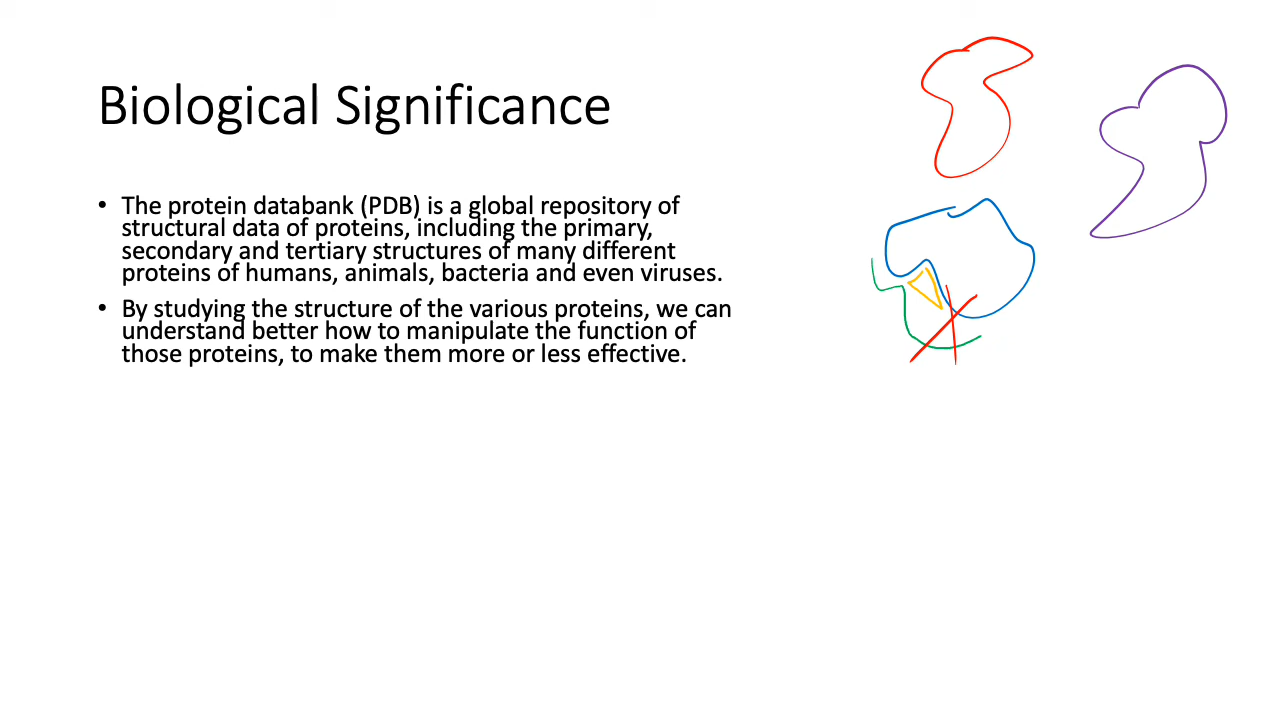 Biological Significance
• The protein databank (PDB) is a global repository of
structural data of proteins, including the primary,
secondary and tertiary structures of many different
proteins of humans, animals, bacteria and even viruses.
• By studying the structure of the various proteins, we can
understand better how to manipulate the function of
those proteins, to make them more or less effective.